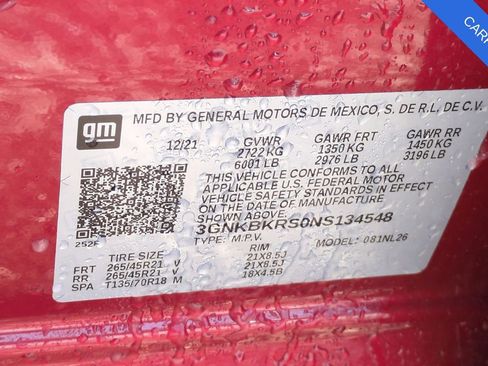 CARF
gm
MFD BY GENERAL MOTORS DE MEXICO, S. DE R.L. DE C.V.
12/21 GVWR GAWR FRT GAWR RR
2722 KG 1350 KG 1450 KG
6001 LB 2976 LB 3196 LB
THIS VEHICLE CONFORMS TO ALL
APPLICABLE U.S. FEDERAL MOTOR
VEHICLE SAFETY STANDARDS IN EFFECT
ON THE DATE OF MANUFACTURE
SHOWN ABOVE.
3GNKBKRS0NS134548
TYPE: M.P.V. MODEL: 081NL26
252F
TIRE SIZE RIM
FRT 265/45R21 V 21X8.5J
RR 265/45R21 V 21X8.5J
SPA T135/70R18 M 18X4.5B